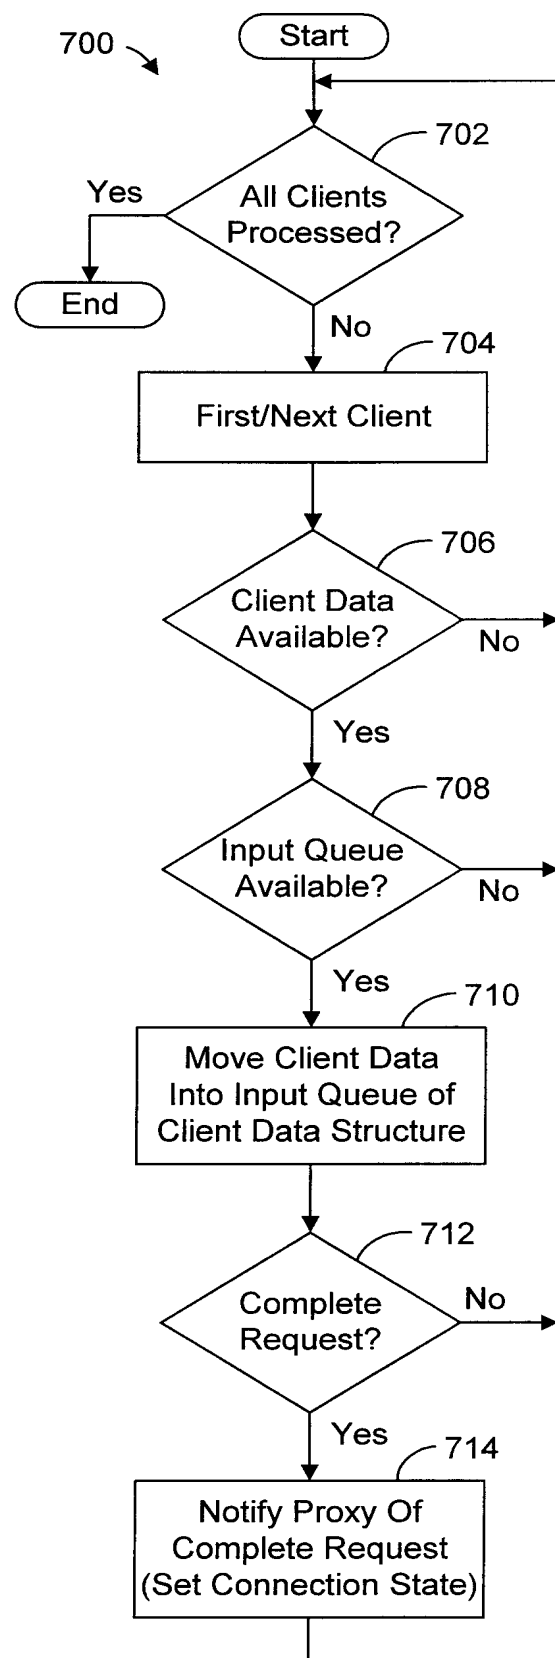 Start
700
702
All Clients
Processed?
Yes
End
No
704
First/Next Client
706
Client Data
Available?
No
Yes
708
Input Queue
Available?
No
Yes
710
Move Client Data
Into Input Queue of
Client Data Structure
712
Complete
Request?
No
Yes
714
Notify Proxy Of
Complete Request
(Set Connection State)